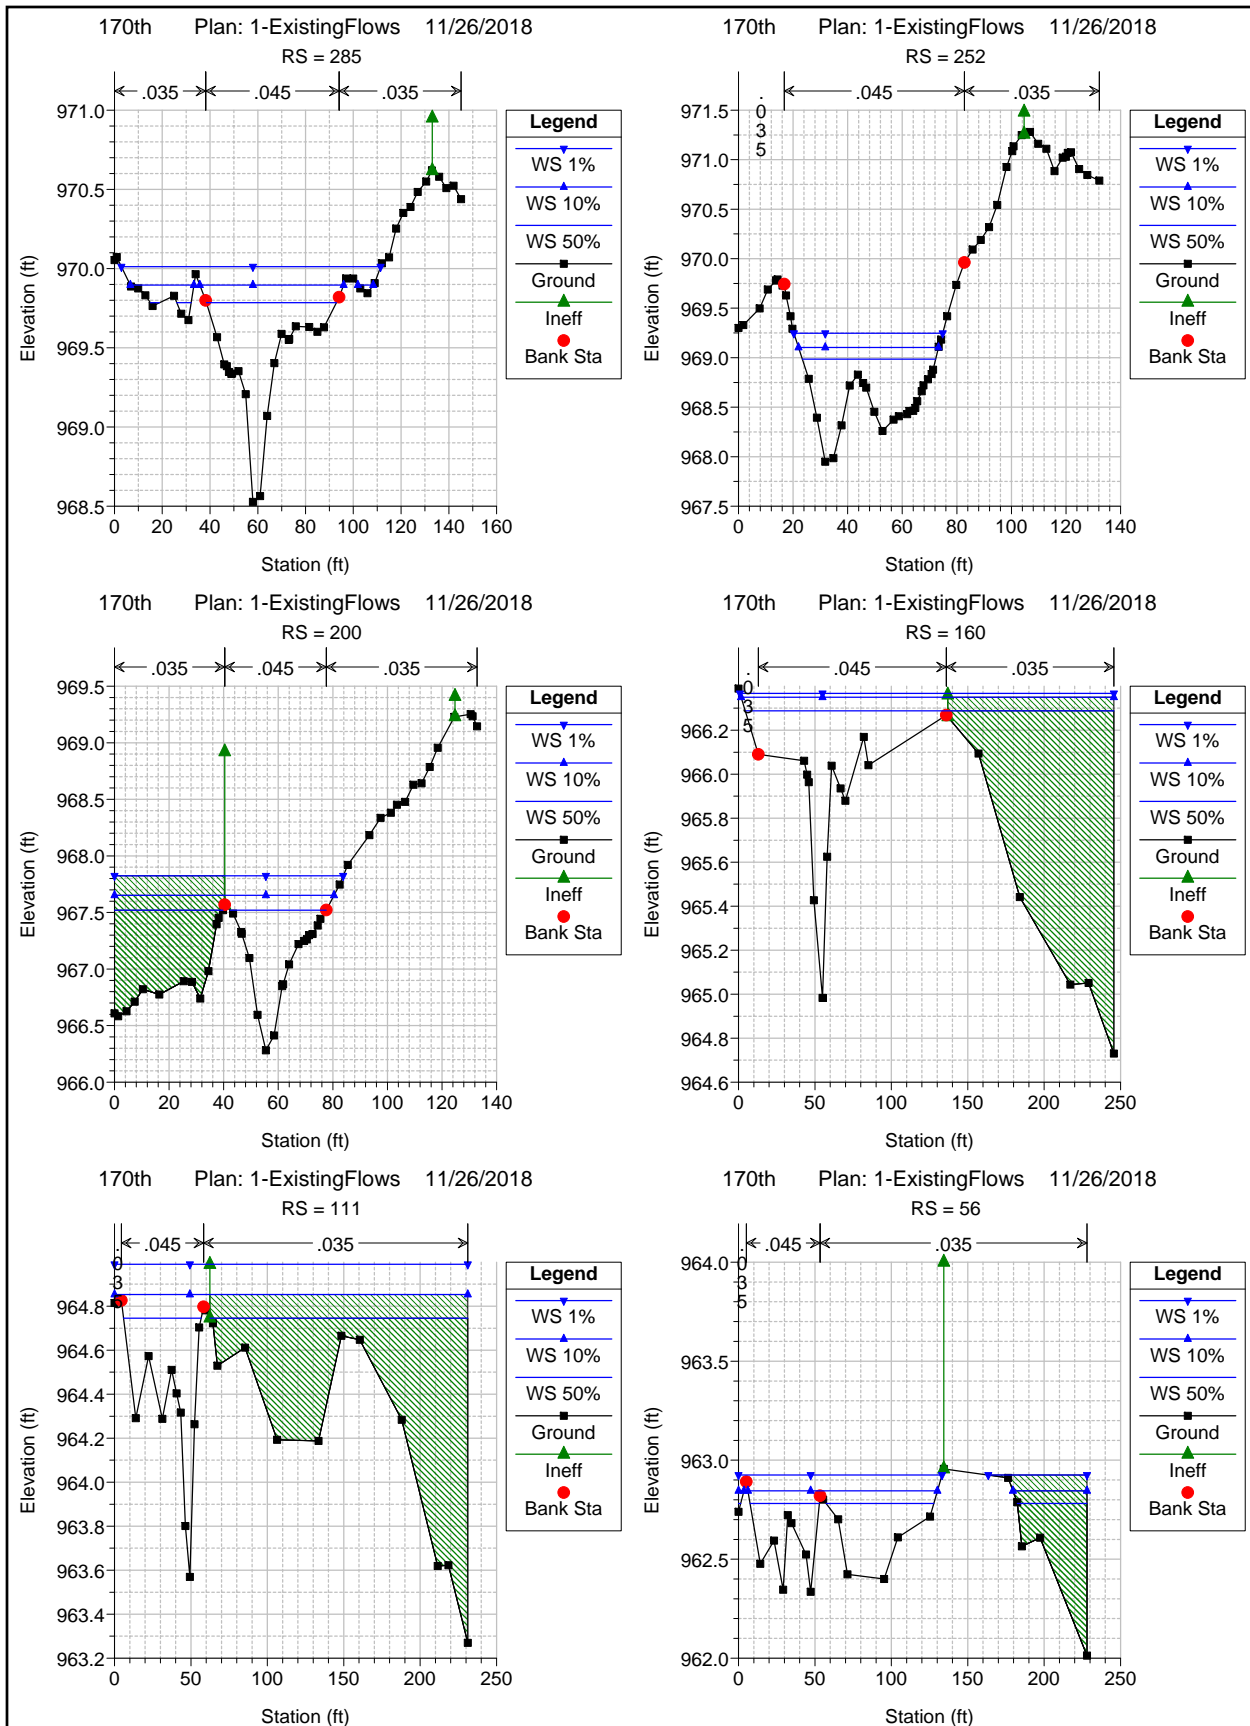 170th Plan: 1-ExistingFlows 11/26/2018
RS = 285
.035 .045 .035
971.0
970.5
970.0
969.5
969.0
968.5
Elevation (ft)
0 20 40 60 80 100 120 140 160
Station (ft)
Legend
WS 1%
WS 10%
WS 50%
Ground
Ineff
Bank Sta
170th Plan: 1-ExistingFlows 11/26/2018
RS = 252
.035 .045 .035
971.5
971.0
970.5
970.0
969.5
969.0
968.5
968.0
967.5
Elevation (ft)
0 20 40 60 80 100 120 140
Station (ft)
Legend
WS 1%
WS 10%
WS 50%
Ground
Ineff
Bank Sta
170th Plan: 1-ExistingFlows 11/26/2018
RS = 200
.035 .045 .035
969.5
969.0
968.5
968.0
967.5
967.0
966.5
966.0
Elevation (ft)
0 20 40 60 80 100 120 140
Station (ft)
Legend
WS 1%
WS 10%
WS 50%
Ground
Ineff
Bank Sta
170th Plan: 1-ExistingFlows 11/26/2018
RS = 160
.035 .045 .035
966.2
966.0
965.8
965.6
965.4
965.2
965.0
964.8
964.6
Elevation (ft)
0 50 100 150 200 250
Station (ft)
Legend
WS 1%
WS 10%
WS 50%
Ground
Ineff
Bank Sta
170th Plan: 1-ExistingFlows 11/26/2018
RS = 111
.035 .045 .035
964.8
964.6
964.4
964.2
964.0
963.8
963.6
963.4
963.2
Elevation (ft)
0 50 100 150 200 250
Station (ft)
Legend
WS 1%
WS 10%
WS 50%
Ground
Ineff
Bank Sta
170th Plan: 1-ExistingFlows 11/26/2018
RS = 56
.035 .045 .035
964.0
963.5
963.0
962.5
962.0
Elevation (ft)
0 50 100 150 200 250
Station (ft)
Legend
WS 1%
WS 10%
WS 50%
Ground
Ineff
Bank Sta